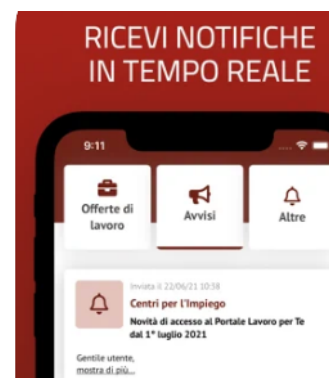 RICEVI NOTIFICHE
IN TEMPO REALE
9:11
Offerte di
lavoro
Avvisi
Altre
Inviata il 22/06/21 10:38
Centri per l'Impiego
Novità di accesso al Portale Lavoro per Te
dal 1° luglio 2021
Gentile utente,
mostra di più...